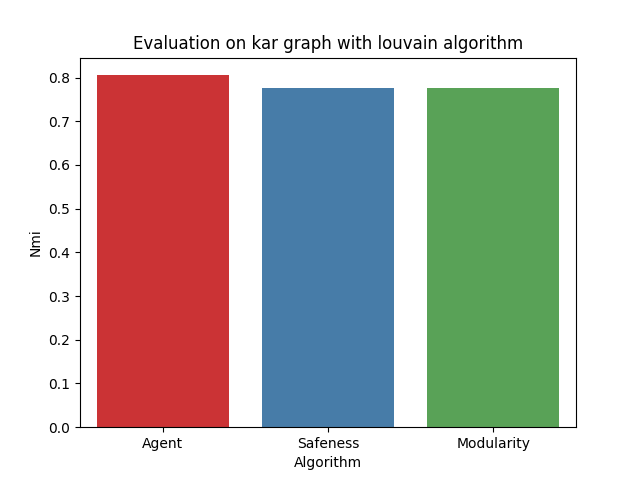 Evaluation on kar graph with louvain algorithm
0.8
0.7
0.6
0.5
0.4
0.3
0.2
0.1
0.0
Nmi
Agent
Safeness
Modularity
Algorithm